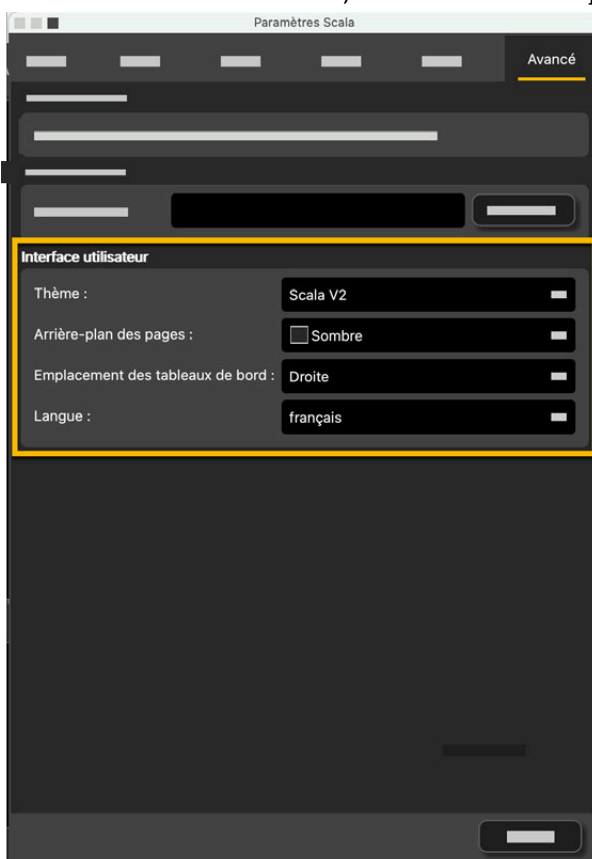 Paramètres Scala
Avancé
Interface utilisateur
Thème : Scala V2
Arrière-plan des pages : Sombre
Emplacement des tableaux de bord : Droite
Langue : français